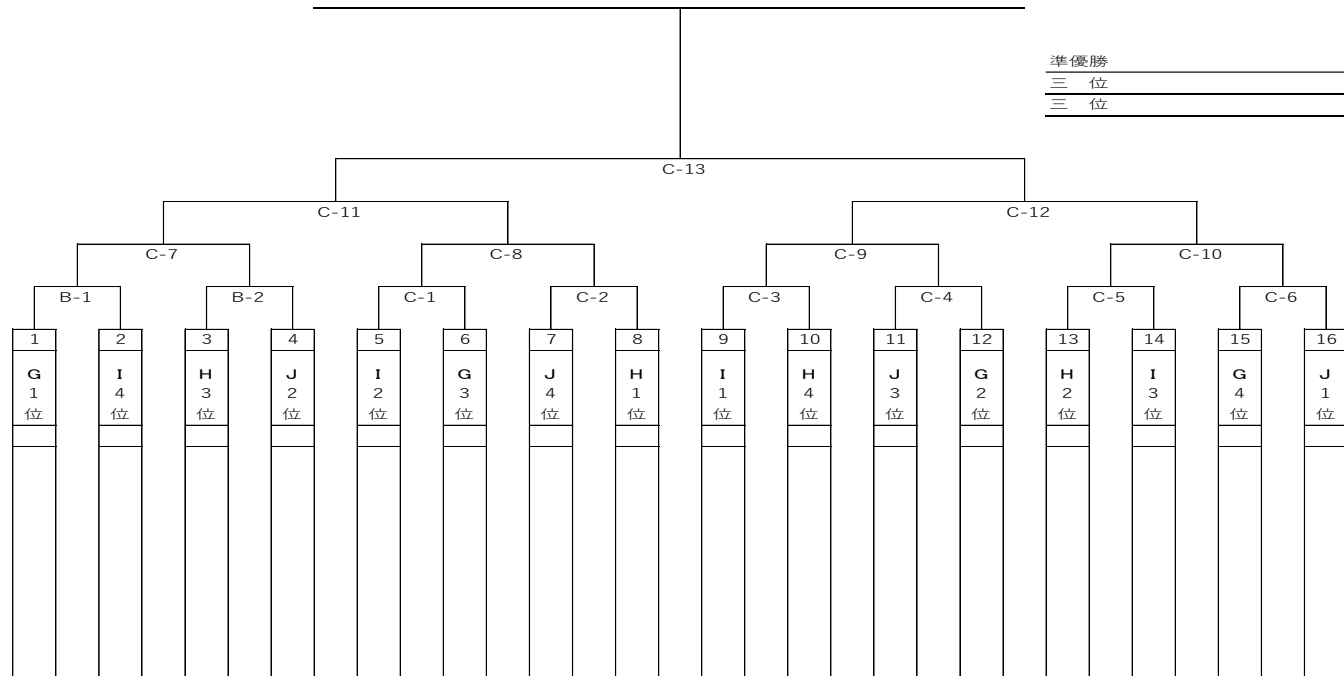 準優勝
三 位
三 位
C-13
C-11 C-12
C-7 C-8 C-9 C-10
B-1 B-2 C-1 C-2 C-3 C-4 C-5 C-6
1 2 3 4 5 6 7 8 9 10 11 12 13 14 15 16
G I H J I G J H I H J G H I G J
1 4 3 2 2 3 4 1 1 4 3 2 2 3 4 1
位 位 位 位 位 位 位 位 位 位 位 位 位 位 位 位